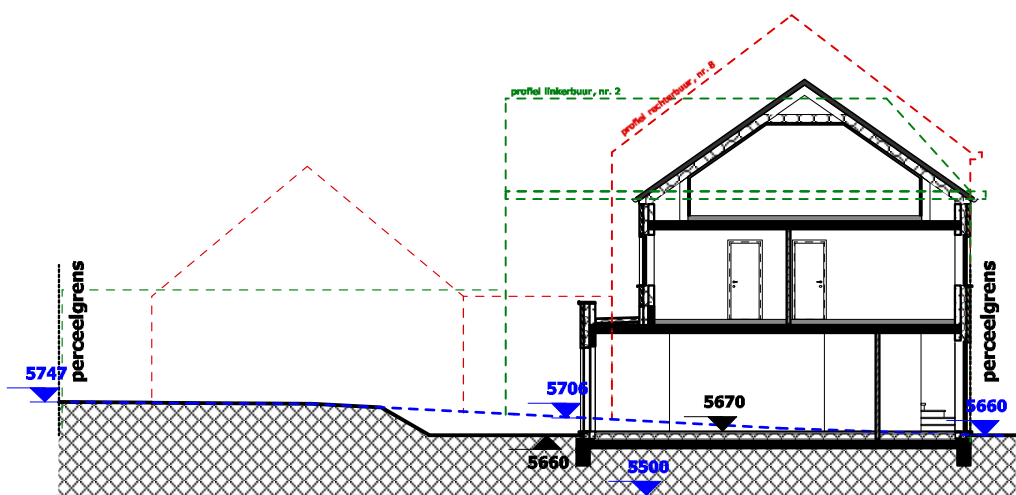 profiel linkerbuur, nr. 2
profiel rechterbuur, nr. 8
perceelgrens
perceelgrens
5747
5706
5670
5660
5660
5500